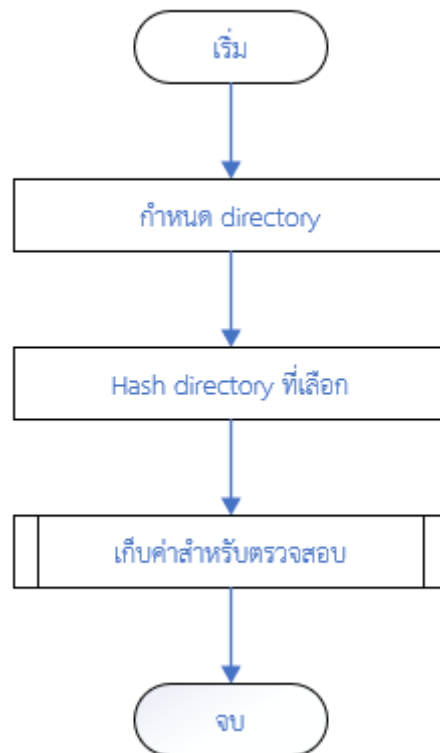 เริ่ม
กำหนด directory
Hash directory ที่เลือก
เก็บค่าสำหรับตรวจสอบ
จบ